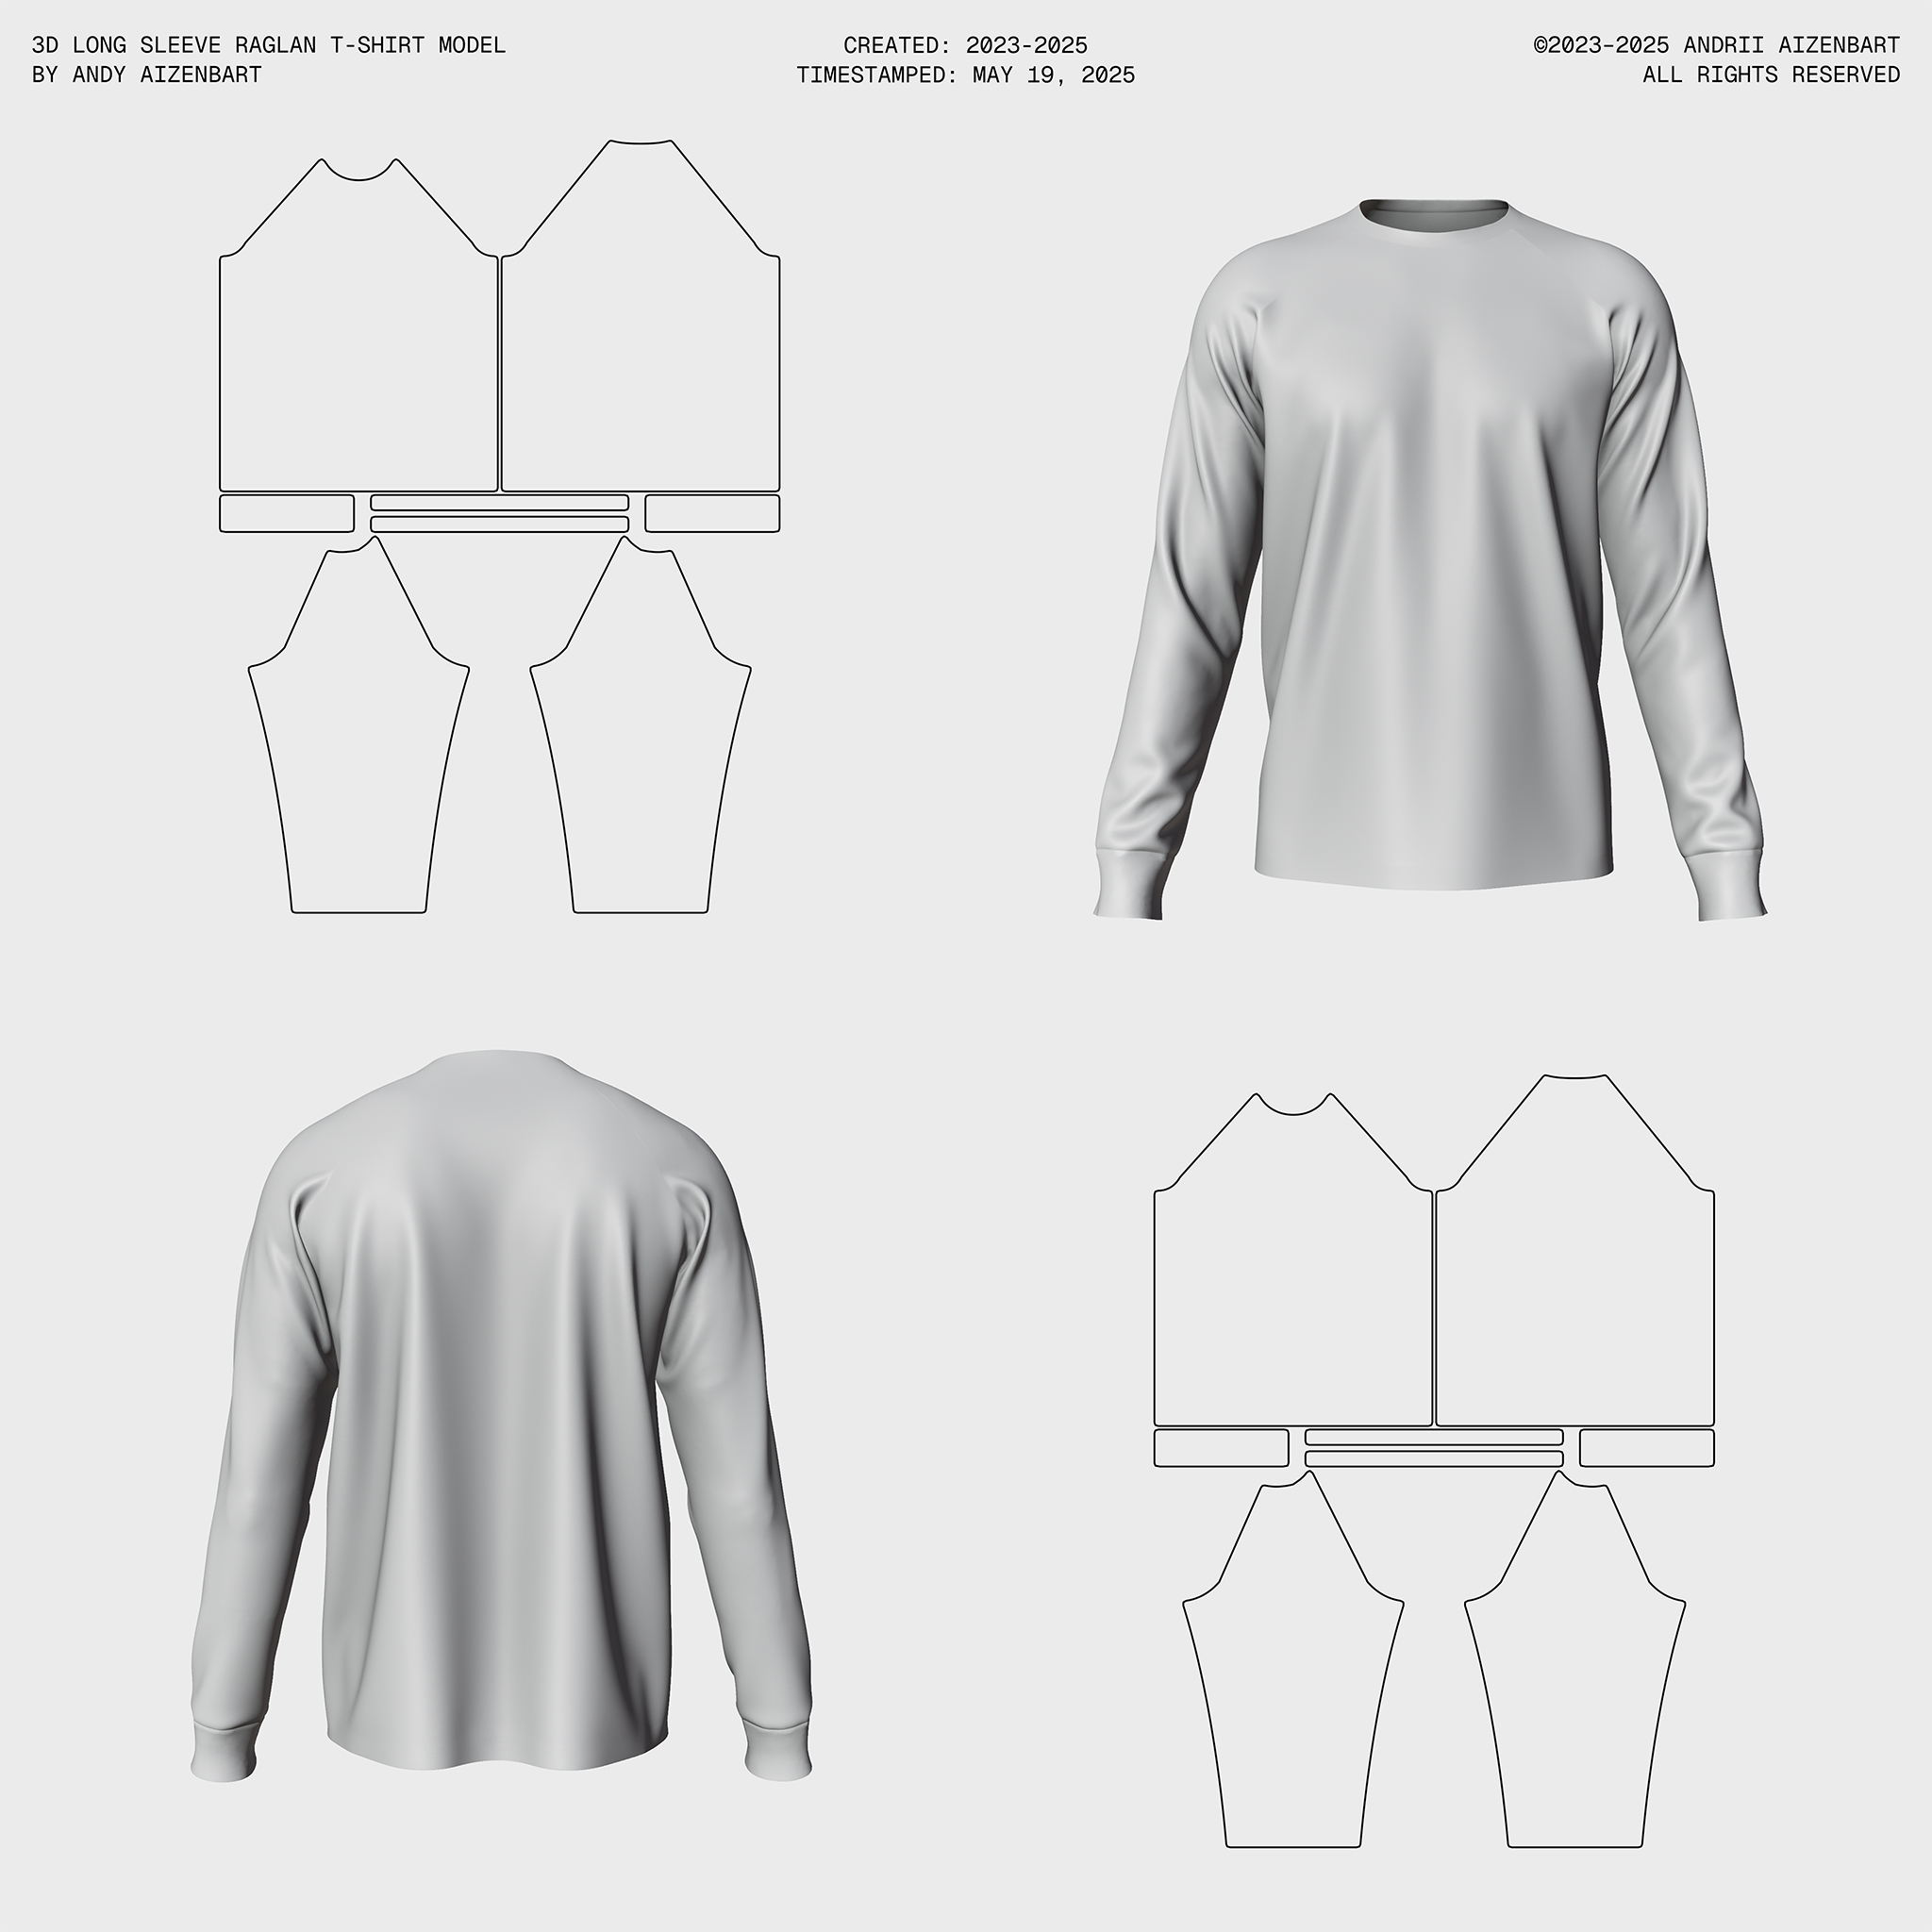 3D LONG SLEEVE RAGLAN T-SHIRT MODEL
BY ANDY AIZENBART
CREATED: 2023-2025
TIMESTAMPED: MAY 19, 2025
©2023-2025 ANDRII AIZENBART
ALL RIGHTS RESERVED